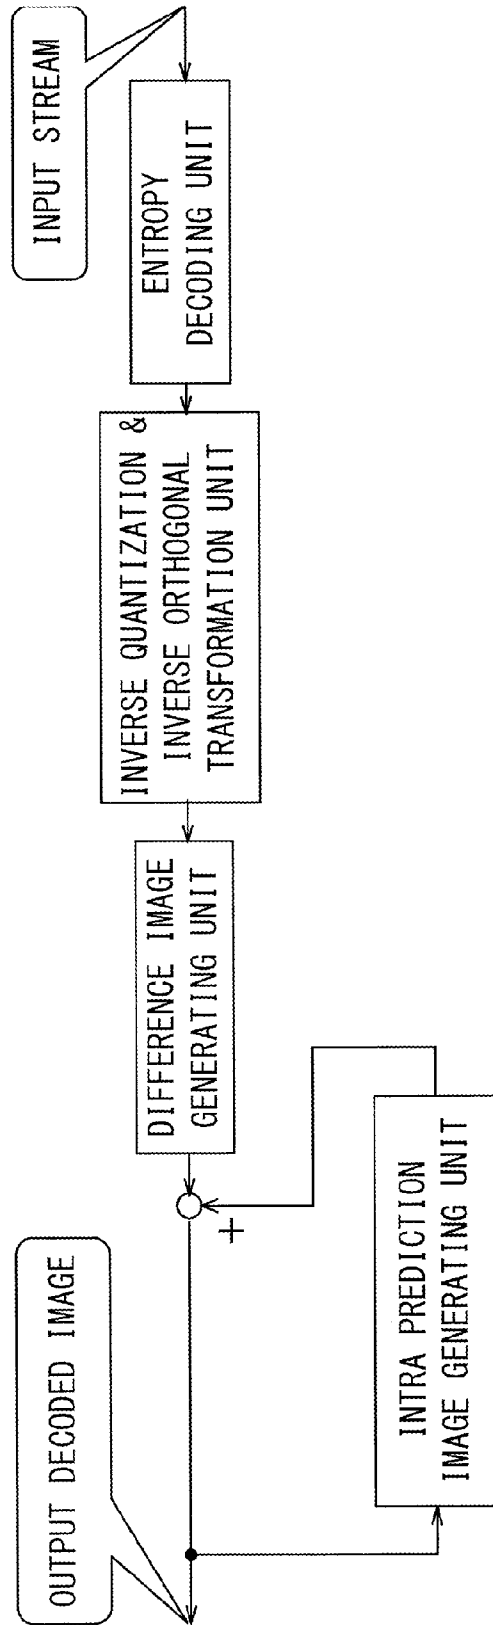 OUTPUT DECODED IMAGE
INPUT STREAM
DIFFERENCE IMAGE
GENERATING UNIT
INVERSE QUANTIZATION &
INVERSE ORTHOGONAL
TRANSFORMATION UNIT
ENTROPY
DECODING UNIT
+
INTRA PREDICTION
IMAGE GENERATING UNIT